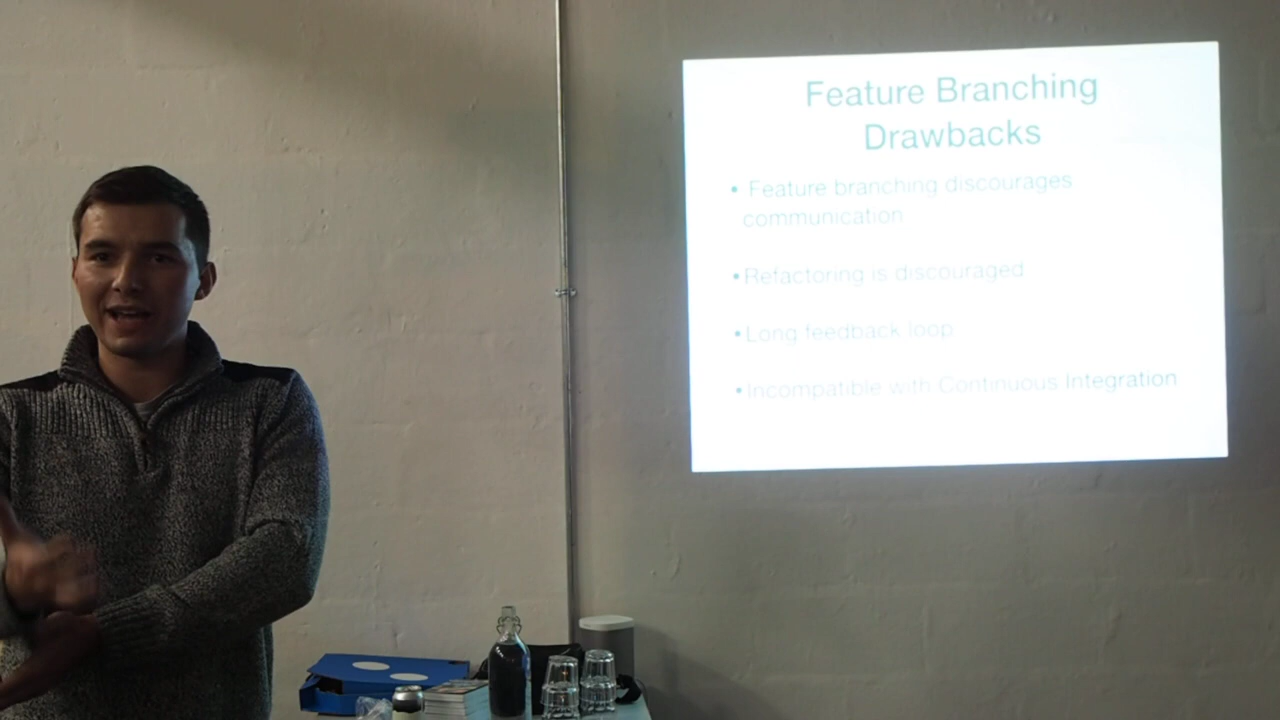 Feature Branching
Drawbacks
• Feature branching discourages
communication
• Refactoring is discouraged
• Long feedback loop
• Incompatible with Continuous Integration